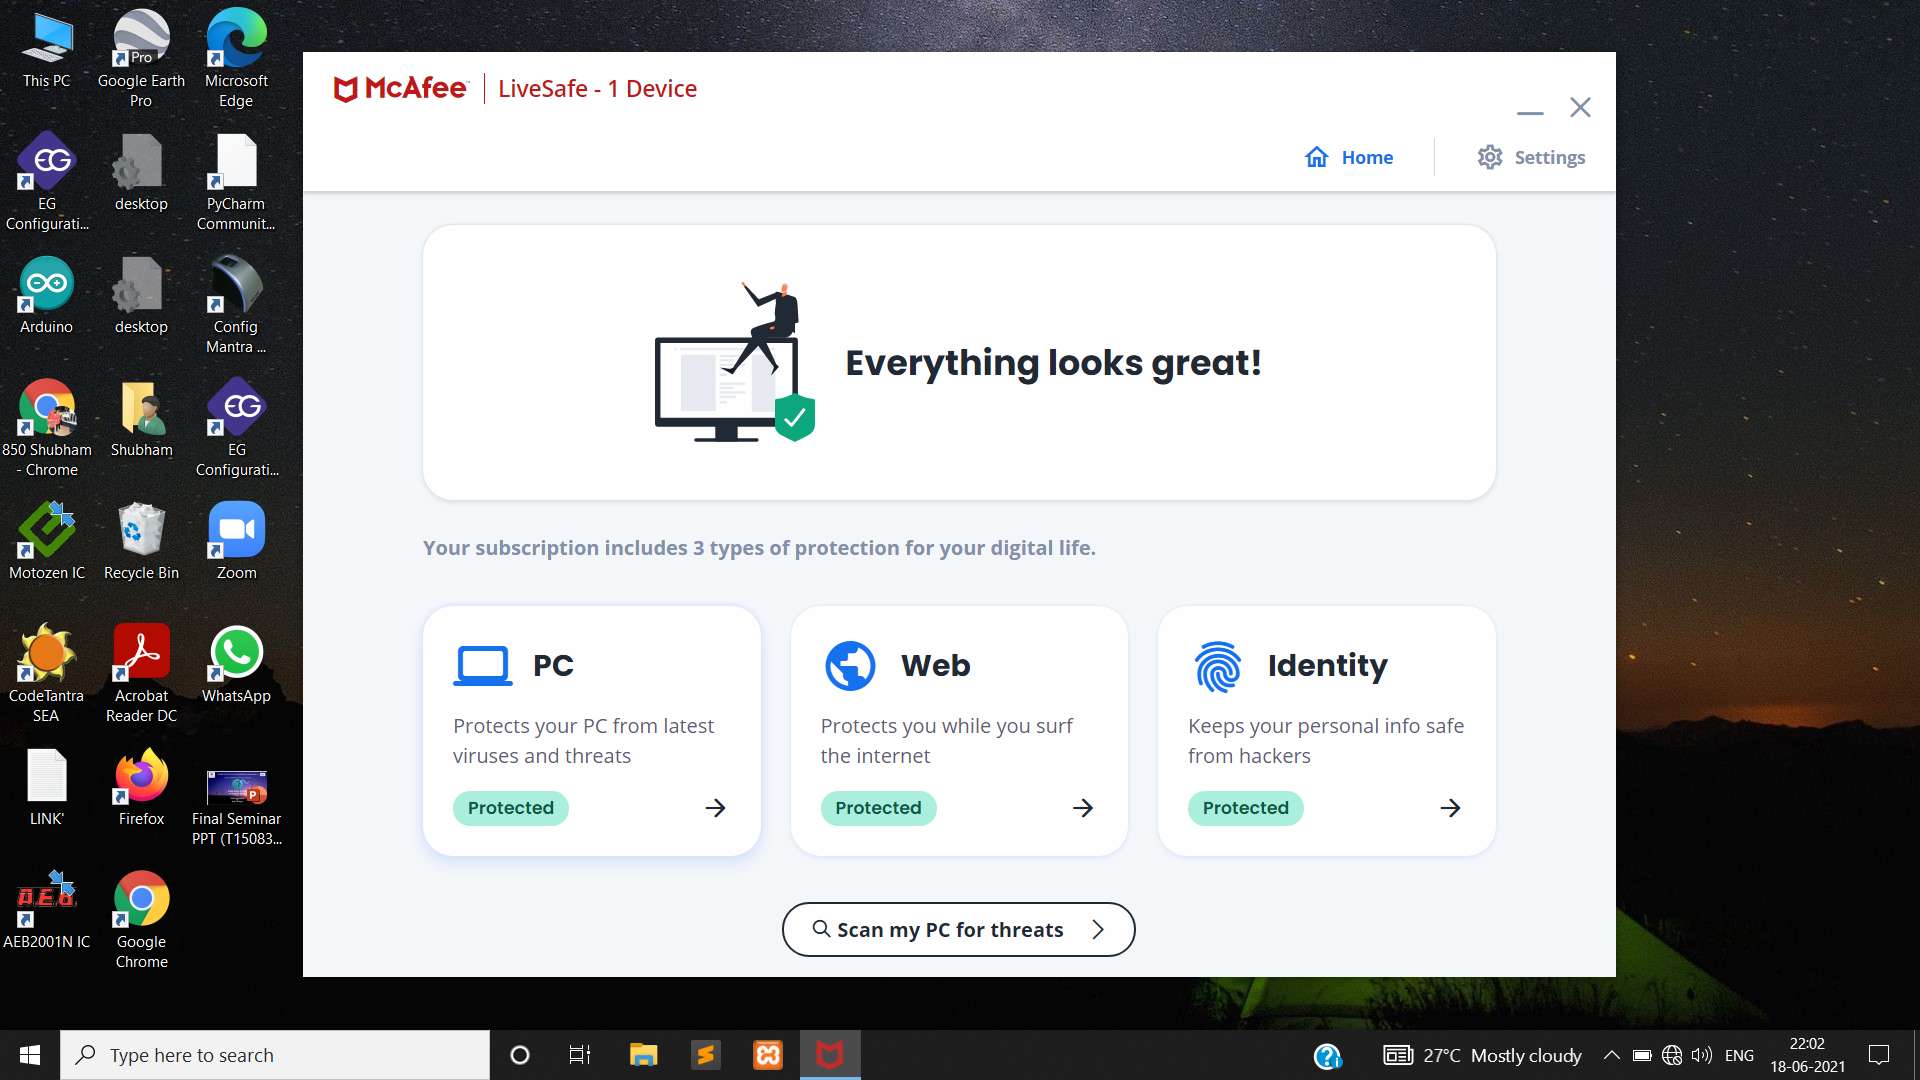 This PC
Google Earth
Pro
Microsoft
Edge
EG
Configurati...
desktop
PyCharm
Communit...
Arduino
desktop
Config
Mantra ...
850 Shubham
- Chrome
Shubham
EG
Configurati...
Motozen IC
Recycle Bin
Zoom
CodeTantra
SEA
Acrobat
Reader DC
WhatsApp
LINK'
Firefox
Final Seminar
PPT (T15083...
AEB2001N IC
Google
Chrome
McAfee LiveSafe - 1 Device
Home Settings
Everything looks great!
Your subscription includes 3 types of protection for your digital life.
PC
Protects your PC from latest
viruses and threats
Protected
Web
Protects you while you surf
the internet
Protected
Identity
Keeps your personal info safe
from hackers
Protected
Scan my PC for threats
Type here to search
27°C Mostly cloudy
ENG
22:02
18-06-2021